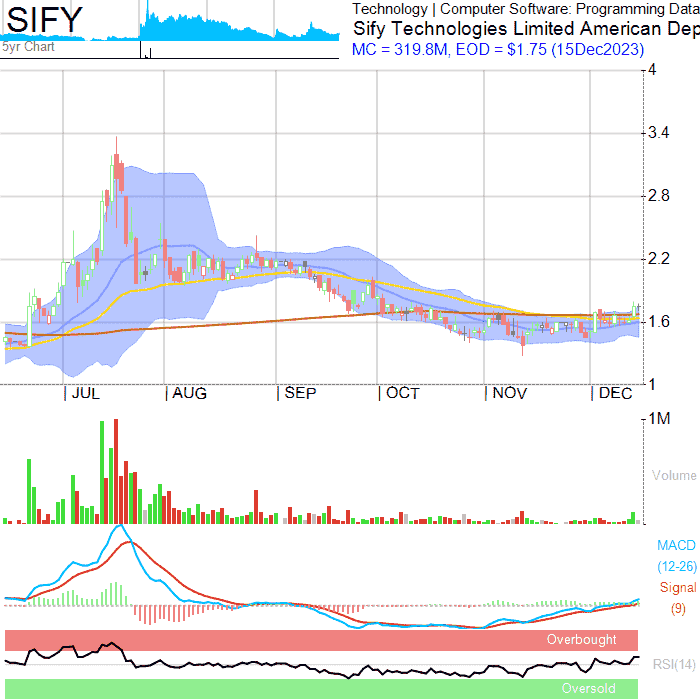 SIFY
5yr Chart
Technology | Computer Software: Programming Data
Sify Technologies Limited American Dep
MC = 319.8M, EOD = $1.75 (15Dec2023)
4
3.4
2.8
2.2
1.6
1
JUL AUG SEP OCT NOV DEC
1M
Volume
MACD
(12-26)
Signal
(9)
Overbought
RSI(14)
Oversold